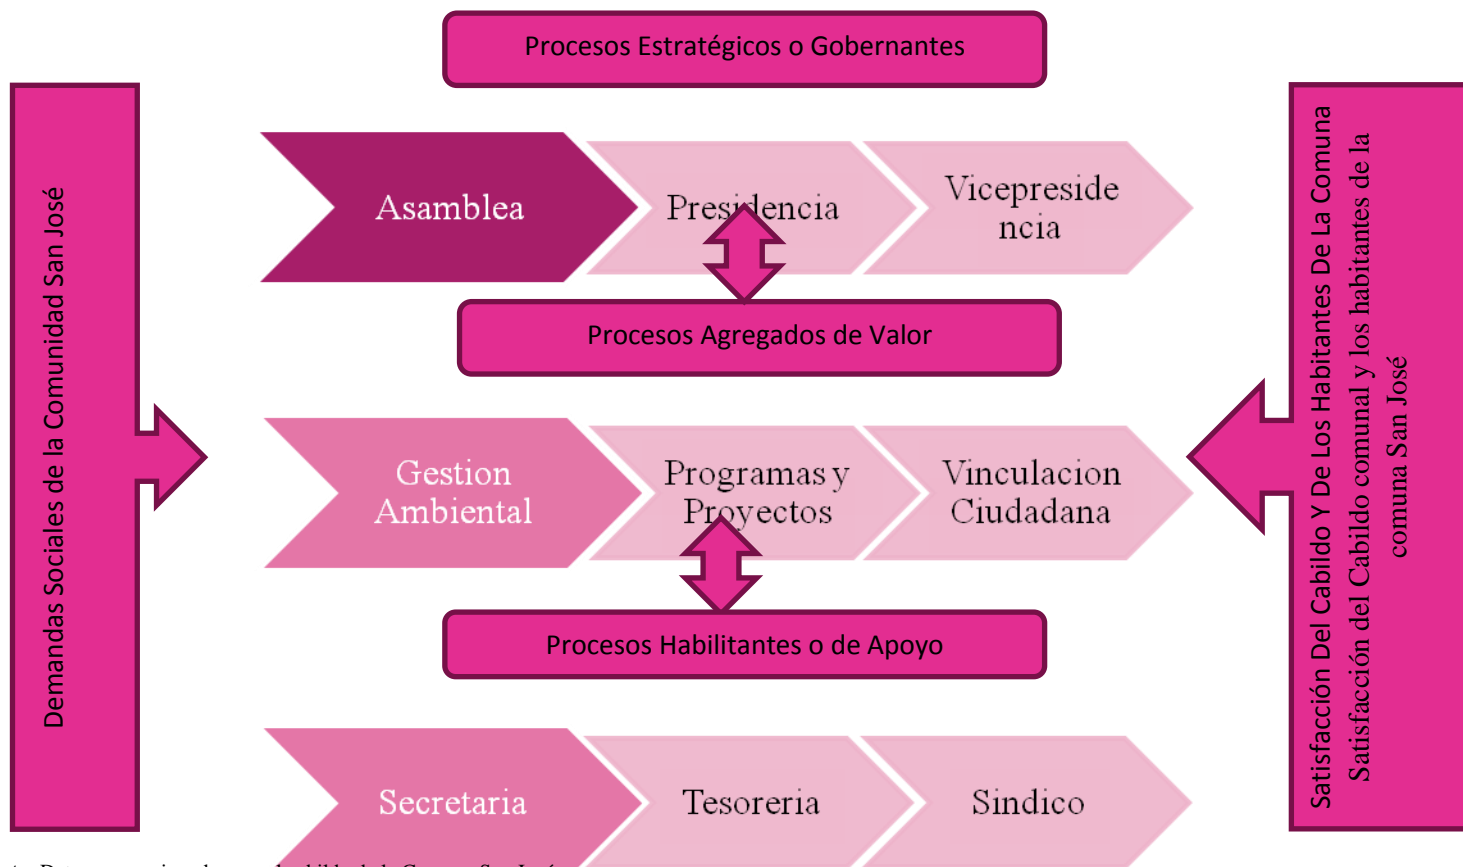 Procesos Estratégicos o Gobernantes
Demandas Sociales de la Comunidad San José
Asamblea
Presidencia
Vicepreside
ncia
Procesos Agregados de Valor
Gestion
Ambiental
Programas y
Proyectos
Vinculacion
Ciudadana
Procesos Habilitantes o de Apoyo
Secretaria
Tesoreria
Sindico
Satisfacción Del Cabildo Y De Los Habitantes De La Comuna
Satisfacción del Cabildo comunal y los habitantes de la
comuna San José